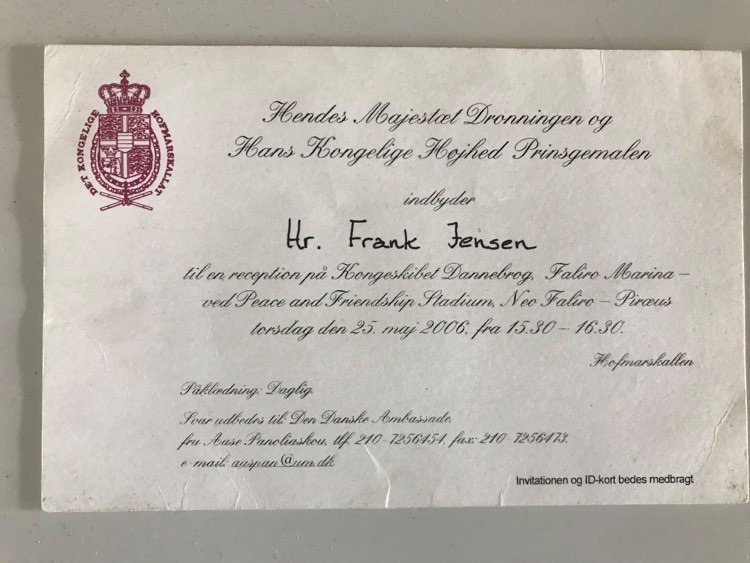 DET KONGELIGE HOFMARSKALLAT
Hendes Majestæt Dronningen og
Hans Kongelige Højhed Prinsgemalen
indbyder
Hr. Frank Jensen
til en reception på Kongeskibet Dannebrog, Faliro Marina –
ved Peace and Friendship Stadium, Neo Faliro – Piræus
torsdag den 25. maj 2006, fra 15.30 – 16.30.
Hofmarskallen
Påklædning: Daglig.
Svar udbedes til: Den Danske Ambassade,
fru Aase Panoliaskou, tlf. 210-7256454, fax: 210-7256473,
e-mail: aaspan@um.dk
Invitationen og ID-kort bedes medbragt